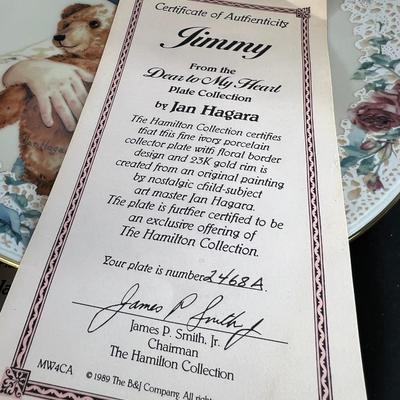 Certificate of Authenticity
Jimmy
From the
Dear to My Heart
Plate Collection
by Jan Hagara
The Hamilton Collection certifies
that this fine ivory porcelain
collector plate with floral border
design and 23K gold rim is
created from an original painting
by nostalgic child-subject
art master Jan Hagara.
The plate is further certified to be
an exclusive offering of
The Hamilton Collection.
Your plate is number 2468A.
James P Smith Jr
James P. Smith, Jr.
Chairman
The Hamilton Collection
MW4CA
© 1989 The B&J Company. All rights
Jan Hagara